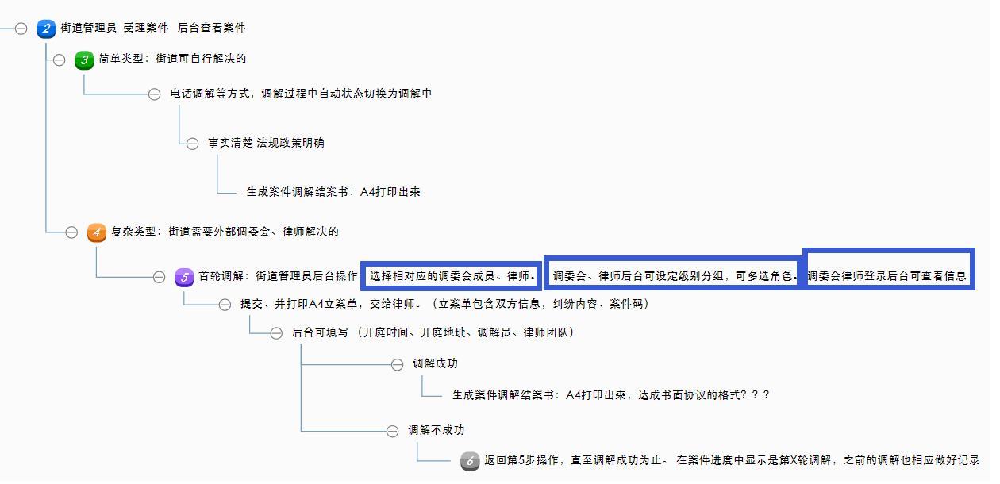 2 街道管理员 受理案件 后台查看案件
3 简单类型：街道可自行解决的
电话调解等方式，调解过程中自动状态切换为调解中
事实清楚 法规政策明确
生成案件调解结案书：A4打印出来
4 复杂类型：街道需要外部调委会、律师解决的
5 首轮调解：街道管理员后台操作 选择相对应的调委会成员、律师。 调委会、律师后台可设定级别分组，可多选角色。 调委会律师登录后台可查看信息
提交、并打印A4立案单，交给律师。（立案单包含双方信息，纠纷内容、案件码）
后台可填写 （开庭时间、开庭地址、调解员、律师团队）
调解成功
生成案件调解结案书：A4打印出来，达成书面协议的格式？？？
调解不成功
6 返回第5步操作，直至调解成功为止。在案件进度中显示是第X轮调解，之前的调解也相应做好记录